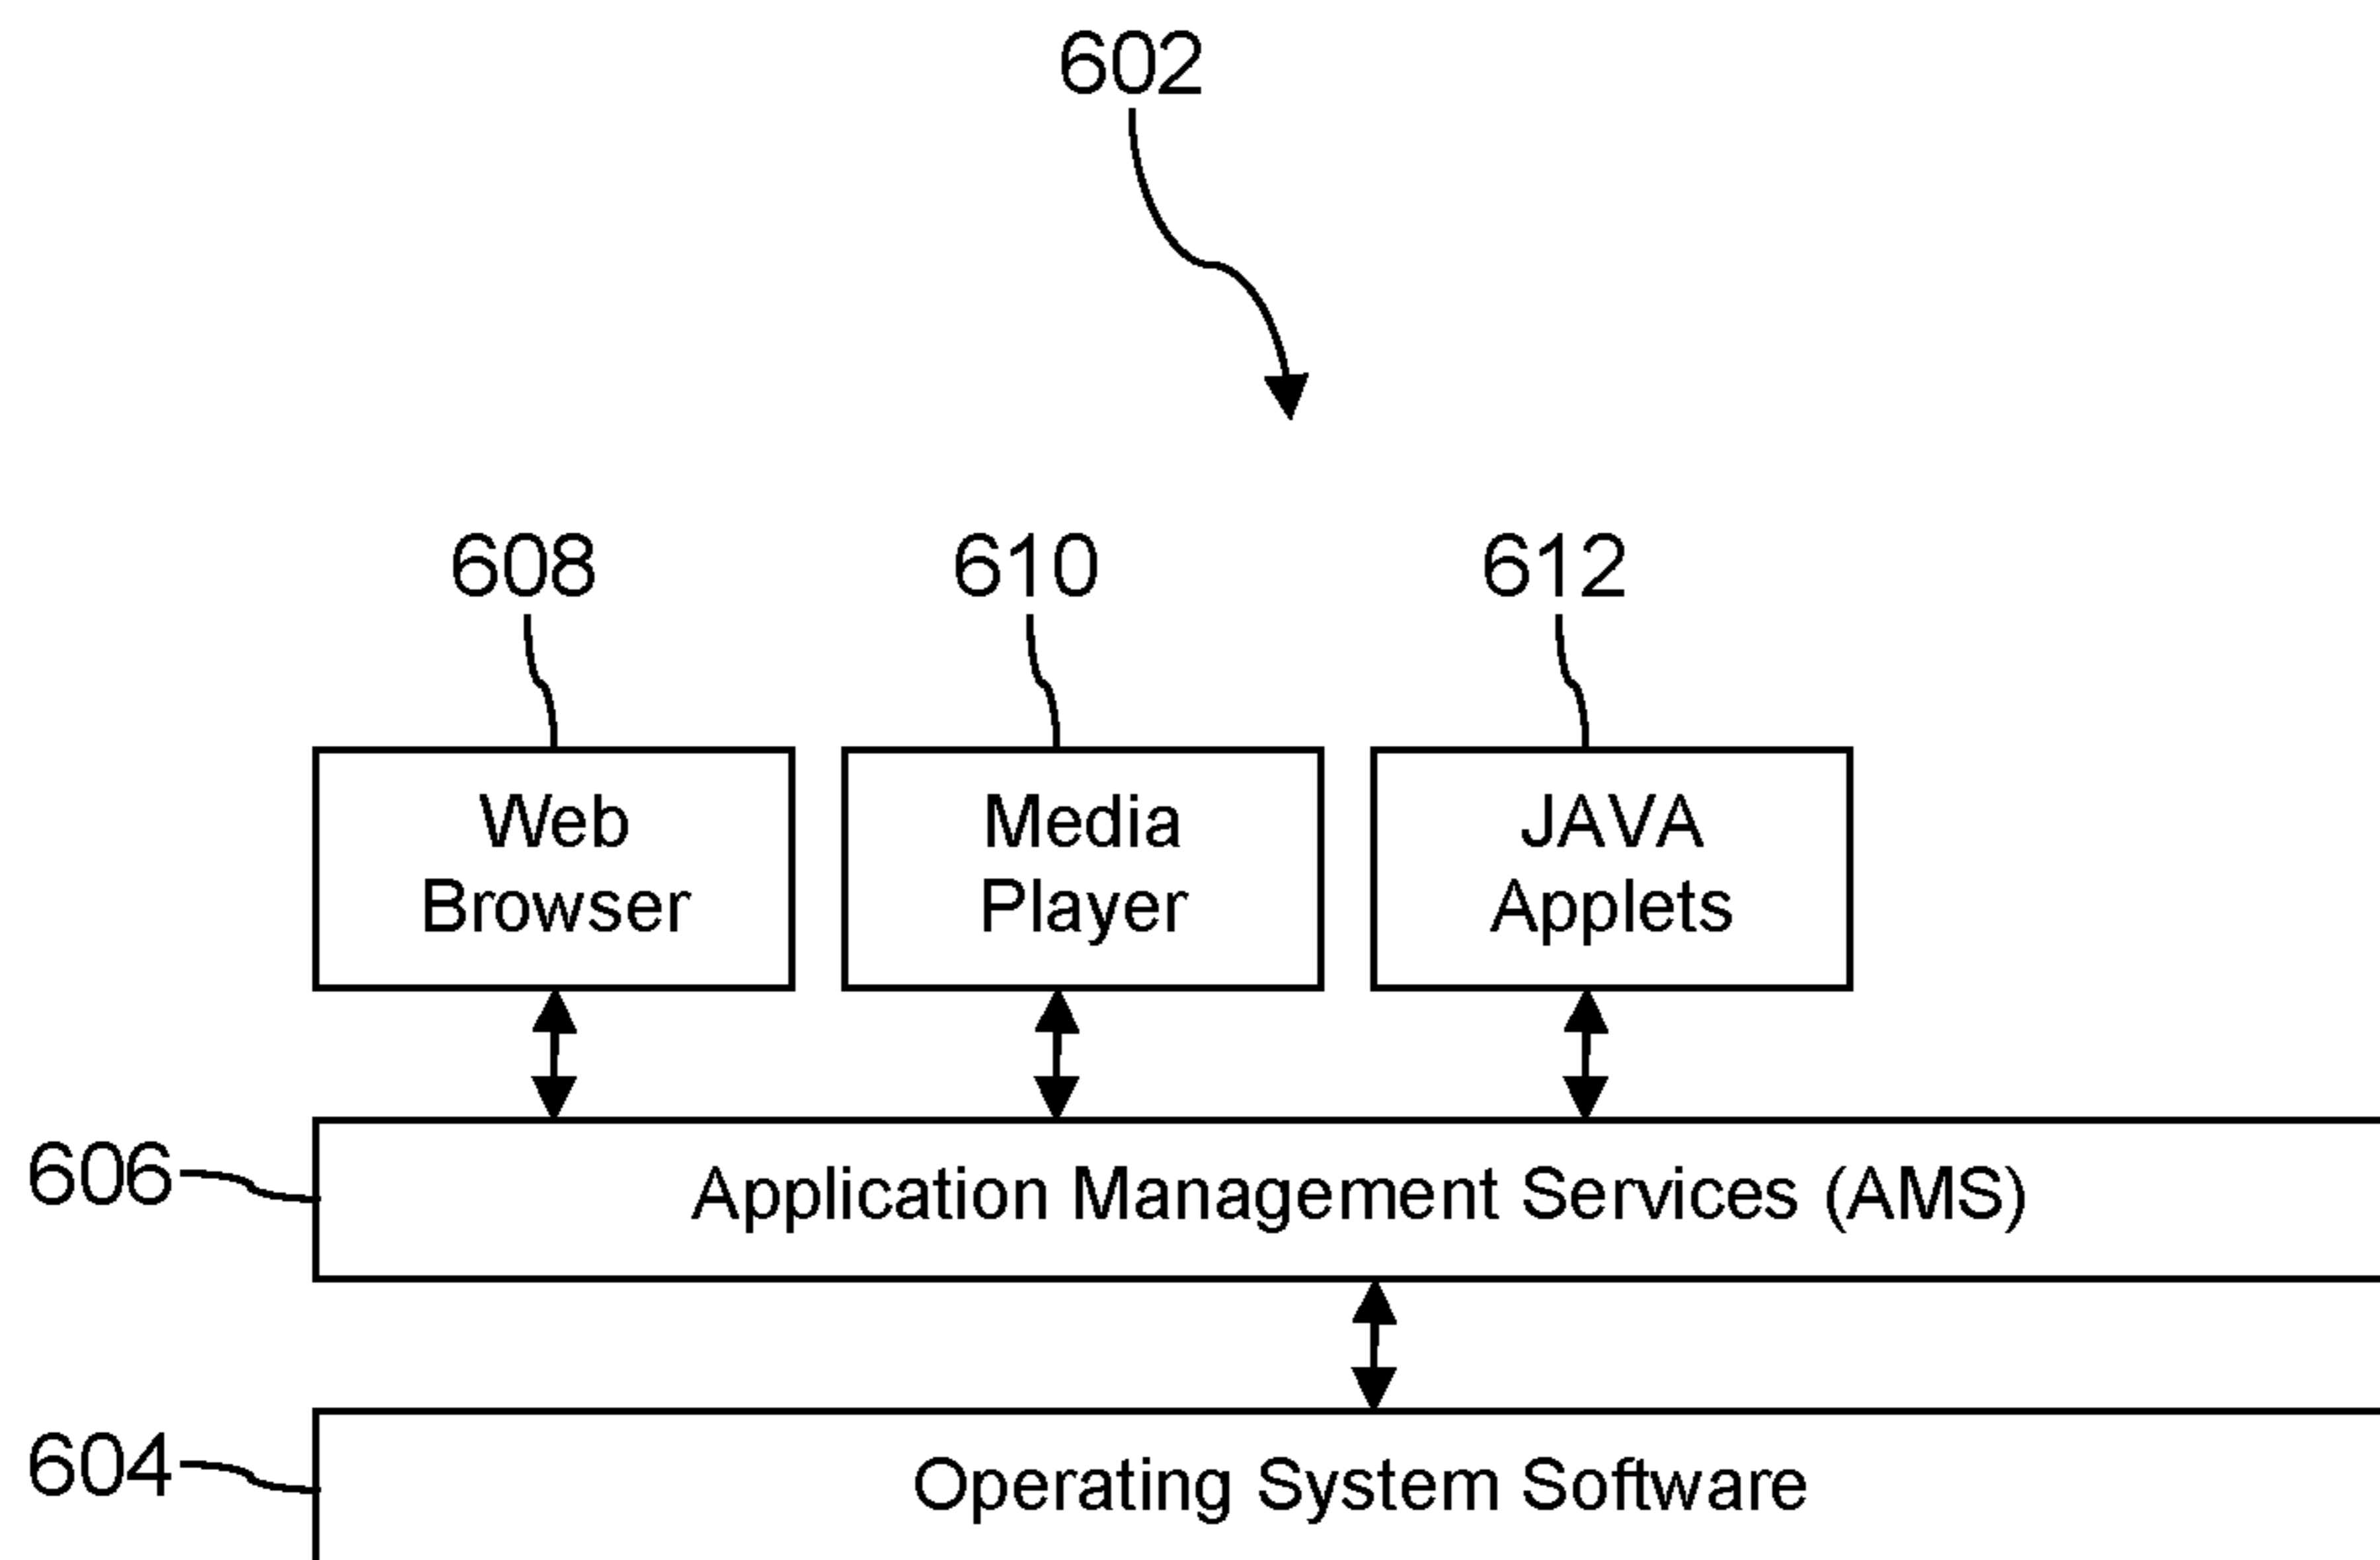 602
608 610 612
Web Browser
Media Player
JAVA Applets
606
Application Management Services (AMS)
604
Operating System Software